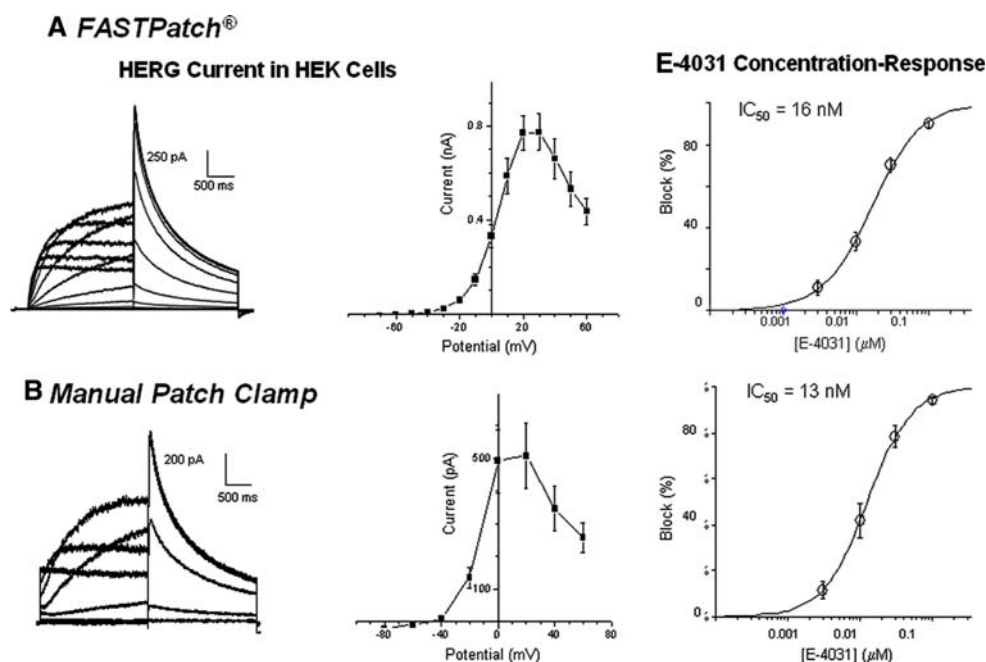 A FASTPatch®
HERG Current in HEK Cells
E-4031 Concentration-Response
250 pA
500 ms
0.8
0.4
Current (nA)
-60
-20
0
20
60
Potential (mV)
IC50 = 16 nM
80
40
0
Block (%)
0.001
0.01
0.1
[E-4031] (µM)
B Manual Patch Clamp
200 pA
500 ms
500
100
Current (pA)
-80
-40
0
40
80
Potential (mV)
IC50 = 13 nM
80
40
0
Block (%)
0.001
0.01
0.1
[E-4031] (µM)